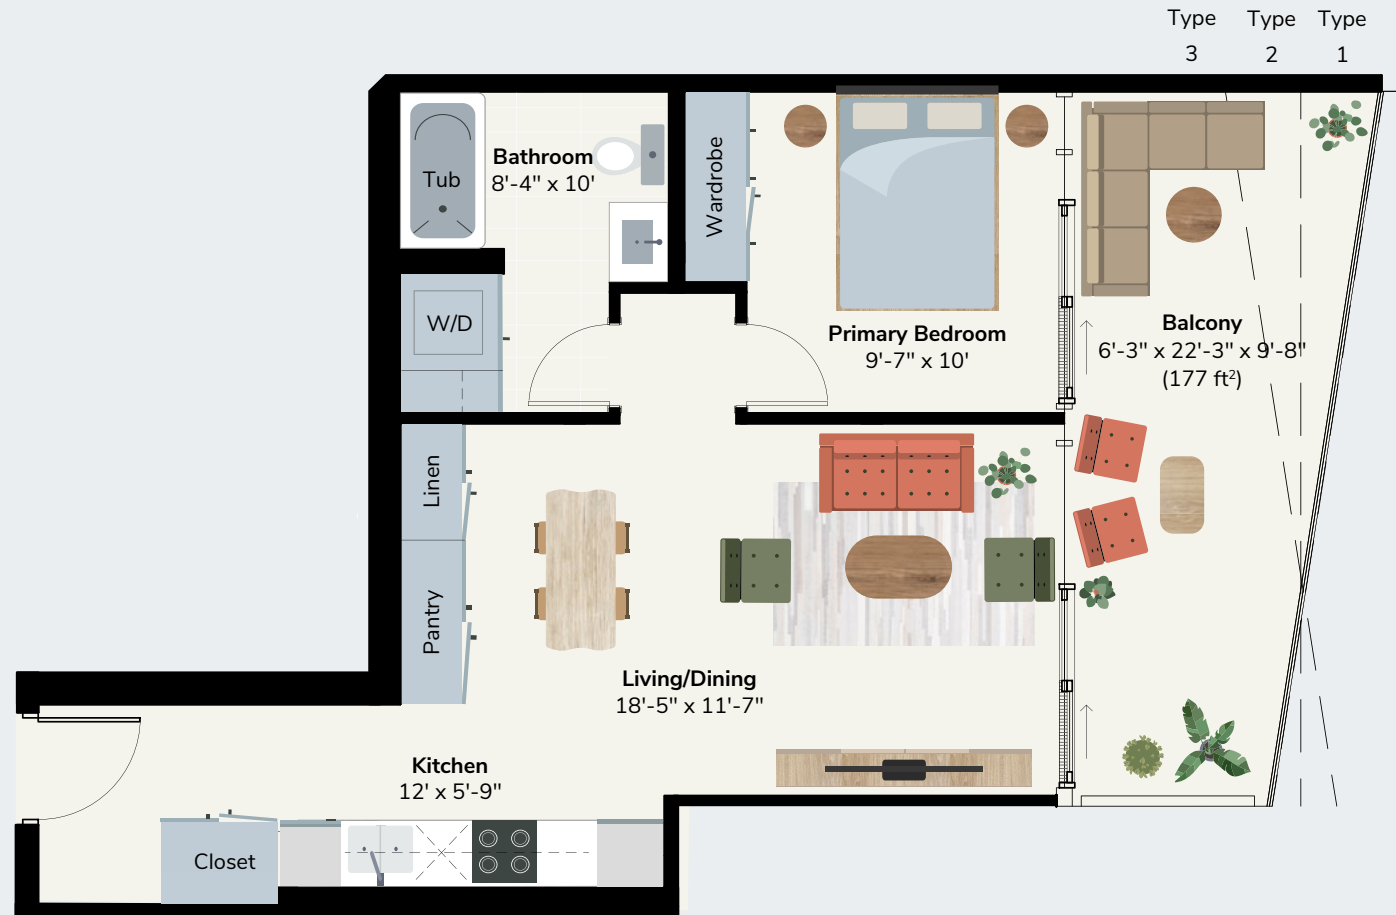 Type Type Type
3 2 1
Tub
Bathroom
8'-4" x 10'
Wardrobe
W/D
Primary Bedroom
9'-7" x 10'
Balcony
6'-3" x 22'-3" x 9'-8"
(177 ft²)
Linen
Pantry
Living/Dining
18'-5" x 11'-7"
Kitchen
12' x 5'-9"
Closet